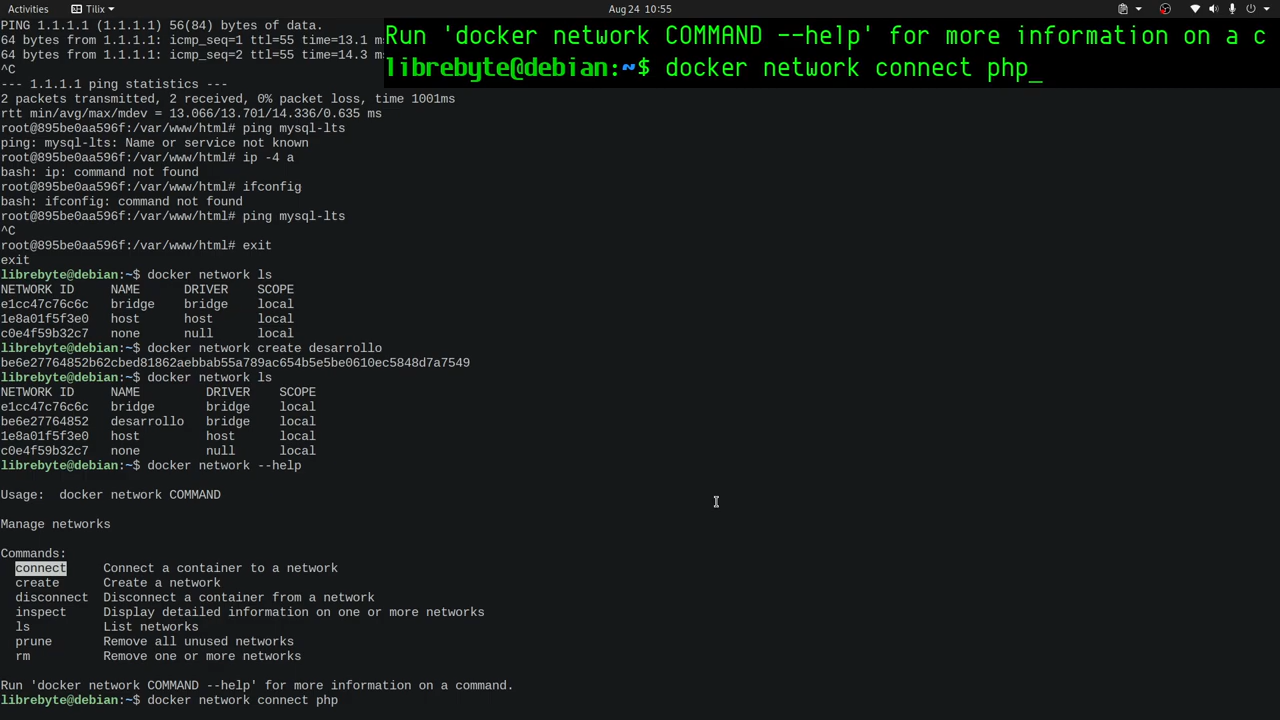 Activities
Tilix
Aug 24 10:55
PING 1.1.1.1 (1.1.1.1) 56(84) bytes of data.
64 bytes from 1.1.1.1: icmp_seq=1 ttl=55 time=13.1 ms
64 bytes from 1.1.1.1: icmp_seq=2 ttl=55 time=14.3 ms
^C
--- 1.1.1.1 ping statistics ---
2 packets transmitted, 2 received, 0% packet loss, time 1001ms
rtt min/avg/max/mdev = 13.066/13.701/14.336/0.635 ms
root@895be0aa596f:/var/www/html# ping mysql-lts
ping: mysql-lts: Name or service not known
root@895be0aa596f:/var/www/html# ip -4 a
bash: ip: command not found
root@895be0aa596f:/var/www/html# ifconfig
bash: ifconfig: command not found
root@895be0aa596f:/var/www/html# ping mysql-lts
^C
root@895be0aa596f:/var/www/html# exit
exit
librebyte@debian:~$ docker network ls
NETWORK ID NAME DRIVER SCOPE
e1cc47c76c6c bridge bridge local
1e8a01f5f3e0 host host local
c0e4f59b32c7 none null local
librebyte@debian:~$ docker network create desarrollo
be6e27764852b62cbed81862aebbab55a789ac654b5e5be0610ec5848d7a7549
librebyte@debian:~$ docker network ls
NETWORK ID NAME DRIVER SCOPE
e1cc47c76c6c bridge bridge local
be6e27764852 desarrollo bridge local
1e8a01f5f3e0 host host local
c0e4f59b32c7 none null local
librebyte@debian:~$ docker network --help
Usage: docker network COMMAND
Manage networks
Commands:
connect Connect a container to a network
create Create a network
disconnect Disconnect a container from a network
inspect Display detailed information on one or more networks
ls List networks
prune Remove all unused networks
rm Remove one or more networks
Run 'docker network COMMAND --help' for more information on a command.
librebyte@debian:~$ docker network connect php
Run 'docker network COMMAND --help' for more information on a c
librebyte@debian:~$ docker network connect php_